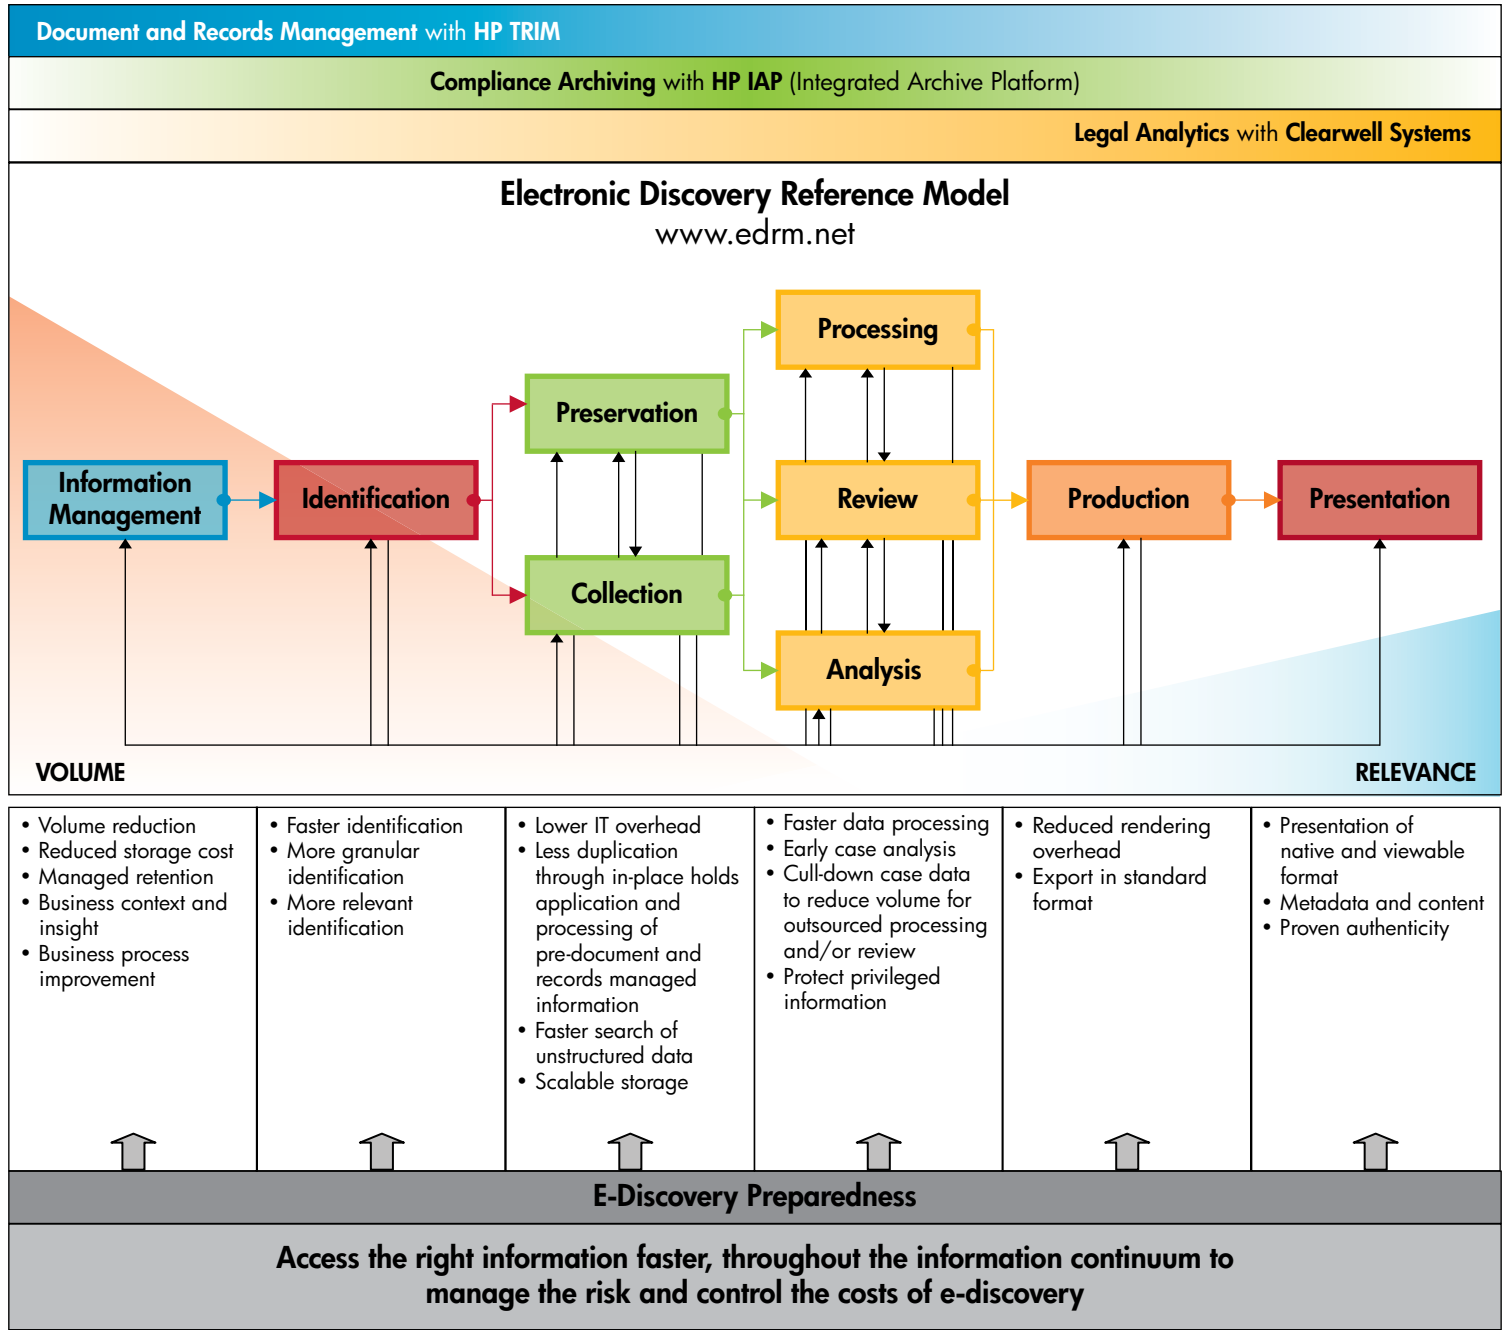 Document and Records Management with HP TRIM
Compliance Archiving with HP IAP (Integrated Archive Platform)
Legal Analytics with Clearwell Systems
Electronic Discovery Reference Model
www.edrm.net
Information
Management
Identification
Preservation
Collection
Processing
Review
Analysis
Production
Presentation
VOLUME
RELEVANCE
• Volume reduction
• Reduced storage cost
• Managed retention
• Business context and
insight
• Business process
improvement
• Faster identification
• More granular
identification
• More relevant
identification
• Lower IT overhead
• Less duplication
through in-place holds
application and
processing of
pre-document and
records managed
information
• Faster search of
unstructured data
• Scalable storage
• Faster data processing
• Early case analysis
• Cull-down case data
to reduce volume for
outsourced processing
and/or review
• Protect privileged
information
• Reduced rendering
overhead
• Export in standard
format
• Presentation of
native and viewable
format
• Metadata and content
• Proven authenticity
E-Discovery Preparedness
Access the right information faster, throughout the information continuum to
manage the risk and control the costs of e-discovery